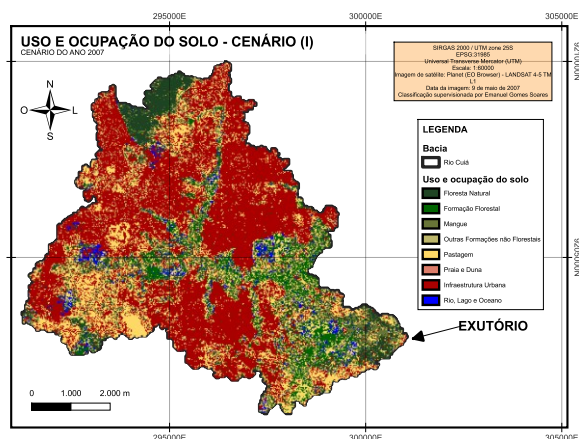 295000E 300000E 305000E
USO E OCUPAÇÃO DO SOLO - CENÁRIO (I)
CENÁRIO DO ANO 2007
SIRGAS 2000 / UTM zone 25S
EPSG:31985
Universal Transverse Mercator (UTM)
Escala: 1:60000
Imagem de satélite: Planet (EO Browser) - LANDSAT 4-5 TM
L1
Data da imagem: 9 de maio de 2007
Classificação supervisionada por Emanuel Gomes Soares
9210000N
N
O L
S
LEGENDA
Bacia
Rio Cuiá
Uso e ocupação do solo
Floresta Natural
Formação Florestal
Mangue
Outras Formações não Florestais
Pastagem
Praia e Duna
Infraestrutura Urbana
Rio, Lago e Oceano
9205000N
EXUTÓRIO
0 1.000 2.000 m
295000E 300000E 305000E